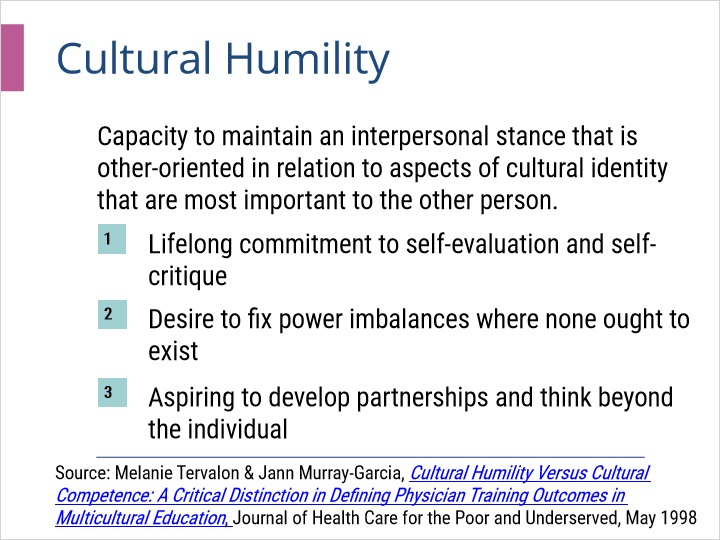 Cultural Humility
Capacity to maintain an interpersonal stance that is
other-oriented in relation to aspects of cultural identity
that are most important to the other person.
1 Lifelong commitment to self-evaluation and self-
critique
2 Desire to fix power imbalances where none ought to
exist
3 Aspiring to develop partnerships and think beyond
the individual
Source: Melanie Tervalon & Jann Murray-Garcia, Cultural Humility Versus Cultural
Competence: A Critical Distinction in Defining Physician Training Outcomes in
Multicultural Education, Journal of Health Care for the Poor and Underserved, May 1998